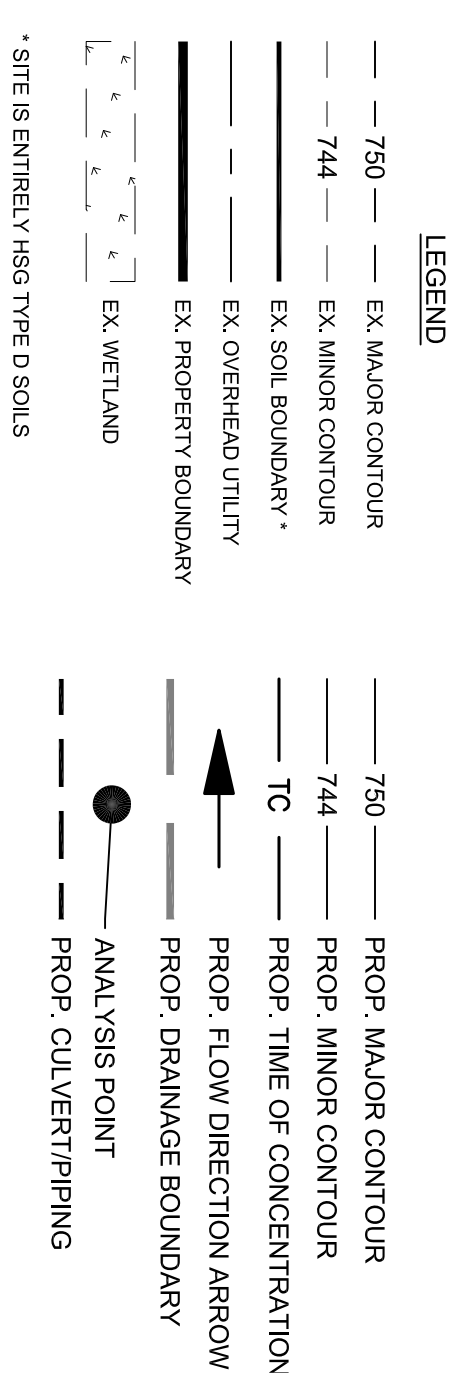 LEGEND
750 EX. MAJOR CONTOUR
744 EX. MINOR CONTOUR
EX. SOIL BOUNDARY *
EX. OVERHEAD UTILITY
EX. PROPERTY BOUNDARY
EX. WETLAND
* SITE IS ENTIRELY HSG TYPE D SOILS
750 PROP. MAJOR CONTOUR
744 PROP. MINOR CONTOUR
TC PROP. TIME OF CONCENTRATION
PROP. FLOW DIRECTION ARROW
PROP. DRAINAGE BOUNDARY
ANALYSIS POINT
PROP. CULVERT/PIPING